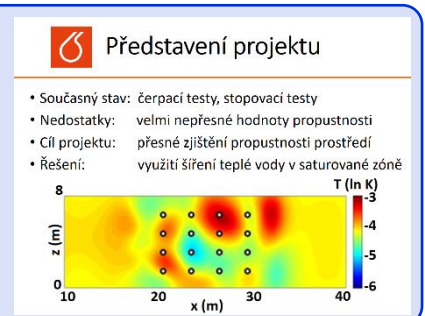 Představení projektu
• Současný stav: čerpací testy, stopovací testy
• Nedostatky: velmi nepřesné hodnoty propustnosti
• Cíl projektu: přesné zjištění propustnosti prostředí
• Řešení: využití šíření teplé vody v saturované zóně
T (ln K)
8
-3
-4
z (m)
-5
0
-6
10 20 30 40
x (m)